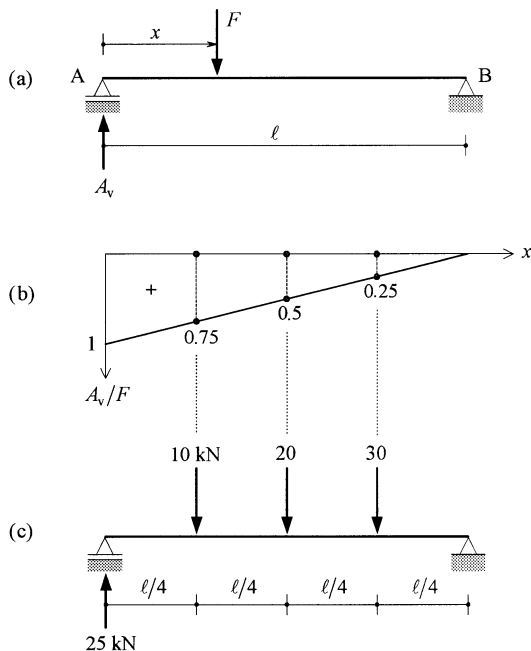 F
x
(a)
A
B
ℓ
A_v
x
(b)
+
0.25
0.5
0.75
1
A_v/F
10 kN
20
30
(c)
ℓ/4
ℓ/4
ℓ/4
ℓ/4
25 kN